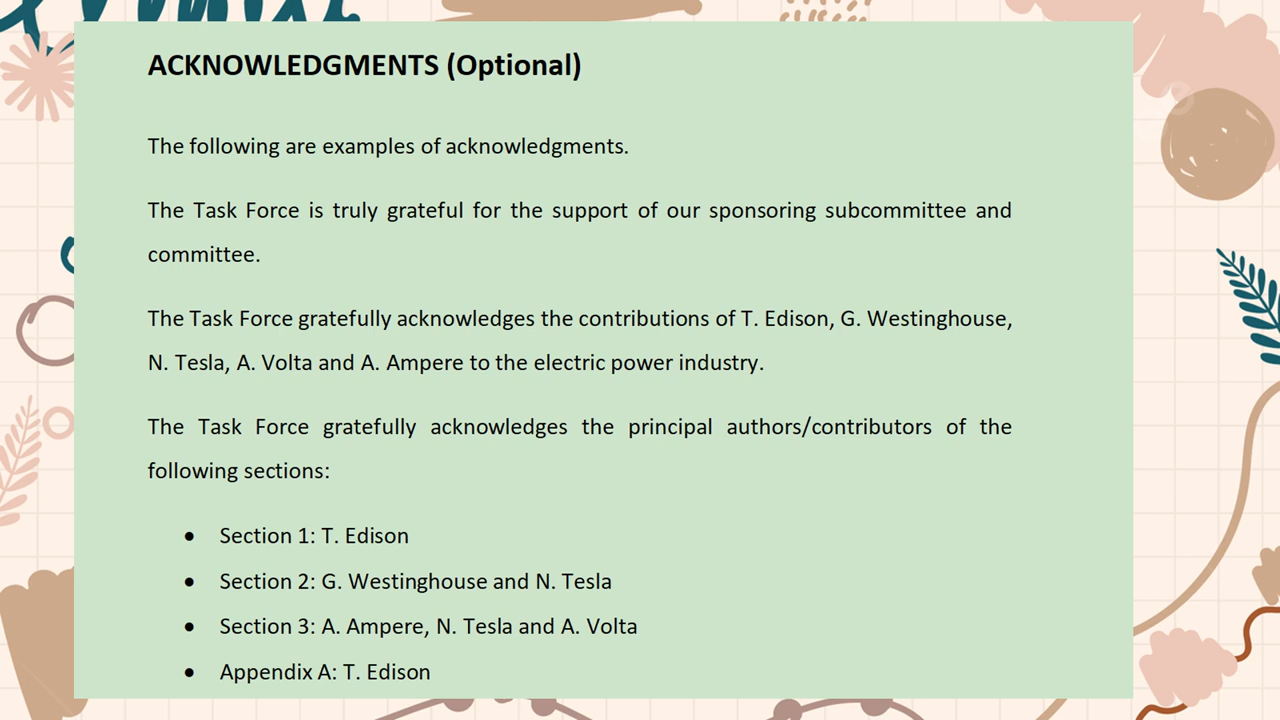 ACKNOWLEDGMENTS (Optional)
The following are examples of acknowledgments.
The Task Force is truly grateful for the support of our sponsoring subcommittee and
committee.
The Task Force gratefully acknowledges the contributions of T. Edison, G. Westinghouse,
N. Tesla, A. Volta and A. Ampere to the electric power industry.
The Task Force gratefully acknowledges the principal authors/contributors of the
following sections:
• Section 1: T. Edison
• Section 2: G. Westinghouse and N. Tesla
• Section 3: A. Ampere, N. Tesla and A. Volta
• Appendix A: T. Edison